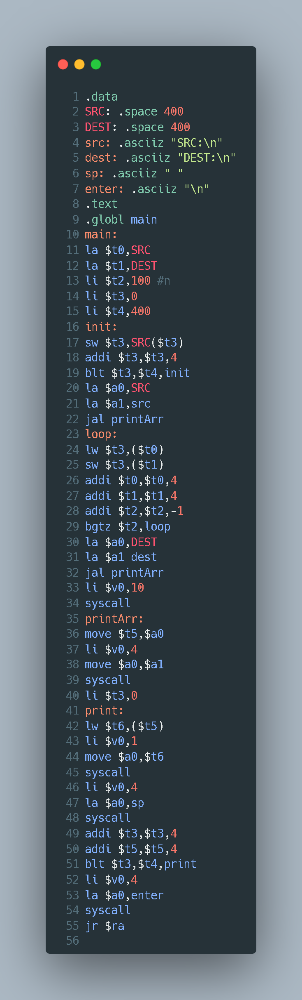 1 .data
2 SRC: .space 400
3 DEST: .space 400
4 src: .asciiz "SRC:\n"
5 dest: .asciiz "DEST:\n"
6 sp: .asciiz " "
7 enter: .asciiz "\n"
8 .text
9 .globl main
10 main:
11 la $t0,SRC
12 la $t1,DEST
13 li $t2,100 #n
14 li $t3,0
15 li $t4,400
16 init:
17 sw $t3,SRC($t3)
18 addi $t3,$t3,4
19 blt $t3,$t4,init
20 la $a0,SRC
21 la $a1,src
22 jal printArr
23 loop:
24 lw $t3,($t0)
25 sw $t3,($t1)
26 addi $t0,$t0,4
27 addi $t1,$t1,4
28 addi $t2,$t2,-1
29 bgtz $t2,loop
30 la $a0,DEST
31 la $a1 dest
32 jal printArr
33 li $v0,10
34 syscall
35 printArr:
36 move $t5,$a0
37 li $v0,4
38 move $a0,$a1
39 syscall
40 li $t3,0
41 print:
42 lw $t6,($t5)
43 li $v0,1
44 move $a0,$t6
45 syscall
46 li $v0,4
47 la $a0,sp
48 syscall
49 addi $t3,$t3,4
50 addi $t5,$t5,4
51 blt $t3,$t4,print
52 li $v0,4
53 la $a0,enter
54 syscall
55 jr $ra
56